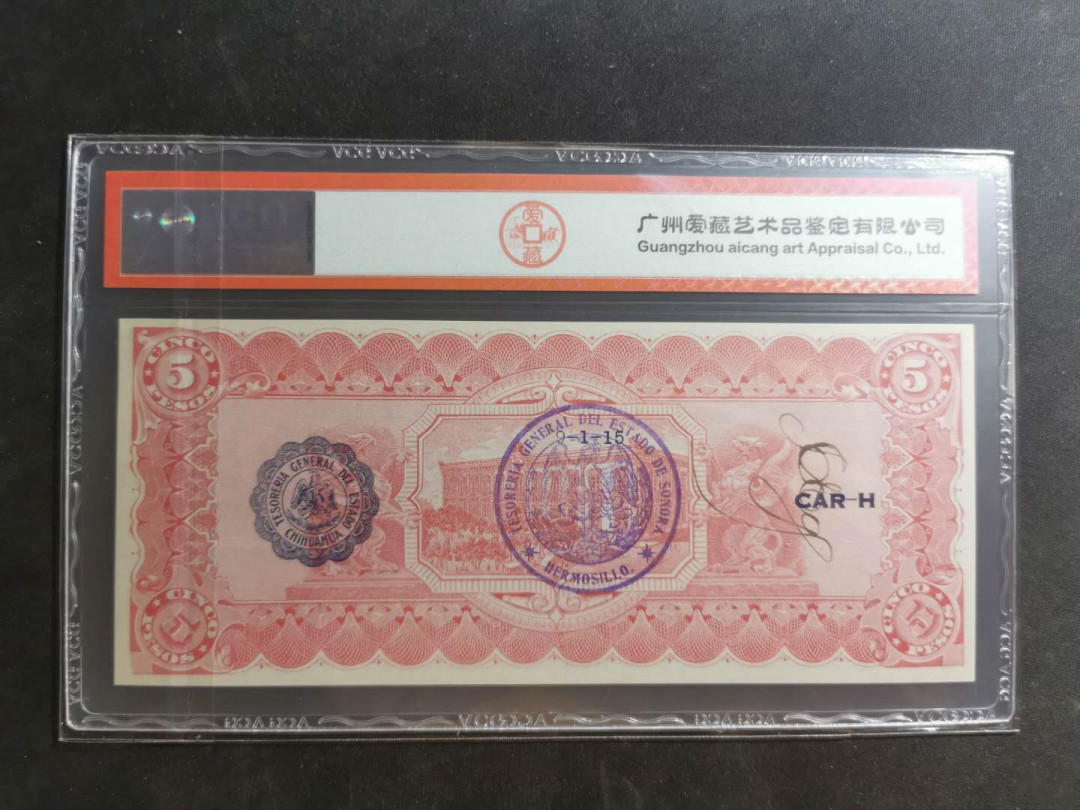 爱藏
广州爱藏艺术品鉴定有限公司
Guangzhou aicang art Appraisal Co., Ltd.
CINCO
5
PESOS
CINCO
5
PESOS
TESORERIA GENERAL DEL ESTADO
CHIHUAHUA
TESORERIA GENERAL DEL ESTADO DE SONORA
-1-15
HERMOSILLO.
CAR-H
CINCO
5
PESOS
CINCO
5
PESOS